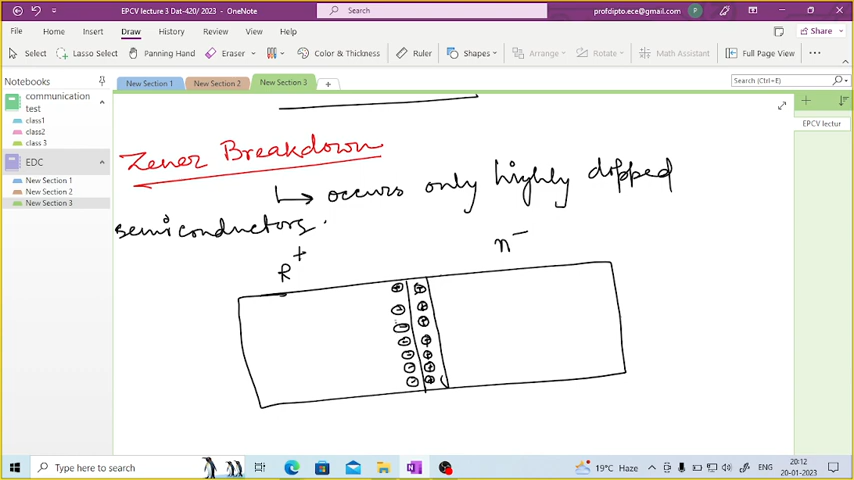 EPCV lecture 3 Dat-420/ 2023 - OneNote
Search
profdipto.ece@gmail.com
P
File Home Insert Draw History Review View Help
Share
Select Lasso Select Panning Hand Eraser Color & Thickness Ruler Shapes Arrange Rotate Math Assistant Full Page View
Notebooks
New Section 1 New Section 2 New Section 3 +
Search (Ctrl+E)
communication
test
class1
class2
class 3
EDC
New Section 1
New Section 2
New Section 3
EPCV lectur
Zener Breakdown
↳ occurs only highly dopped
semiconductors.
n⁻
Type here to search
19°C Haze
ENG
20:12
20-01-2023